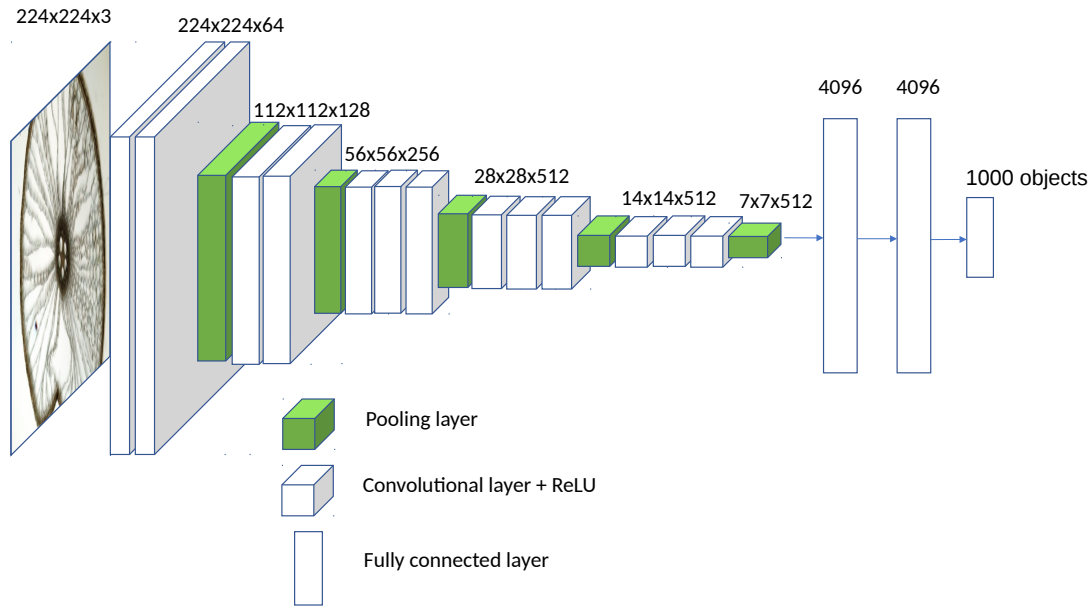 224x224x3
224x224x64
112x112x128
56x56x256
28x28x512
14x14x512
7x7x512
4096
4096
1000 objects
Pooling layer
Convolutional layer + ReLU
Fully connected layer